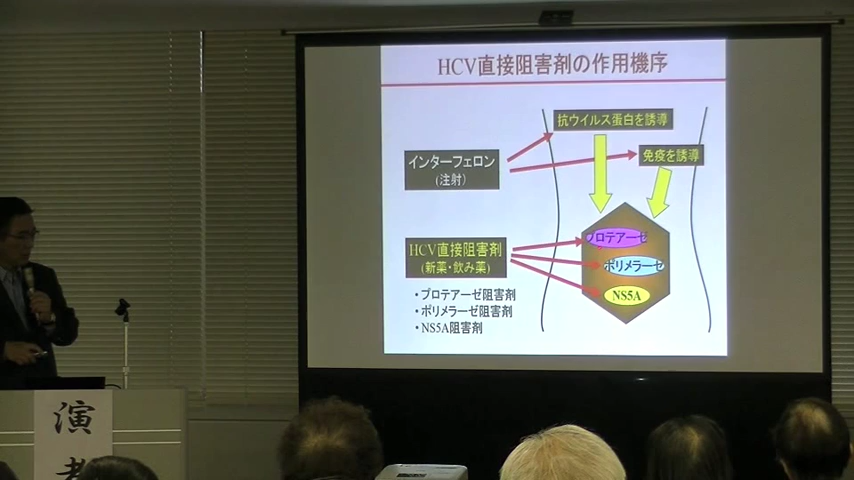 HCV直接阻害剤の作用機序
抗ウイルス蛋白を誘導
免疫を誘導
インターフェロン
(注射)
プロテアーゼ
HCV直接阻害剤
(新薬・飲み薬)
ポリメラーゼ
NS5A
・プロテアーゼ阻害剤
・ポリメラーゼ阻害剤
・NS5A阻害剤
演
者